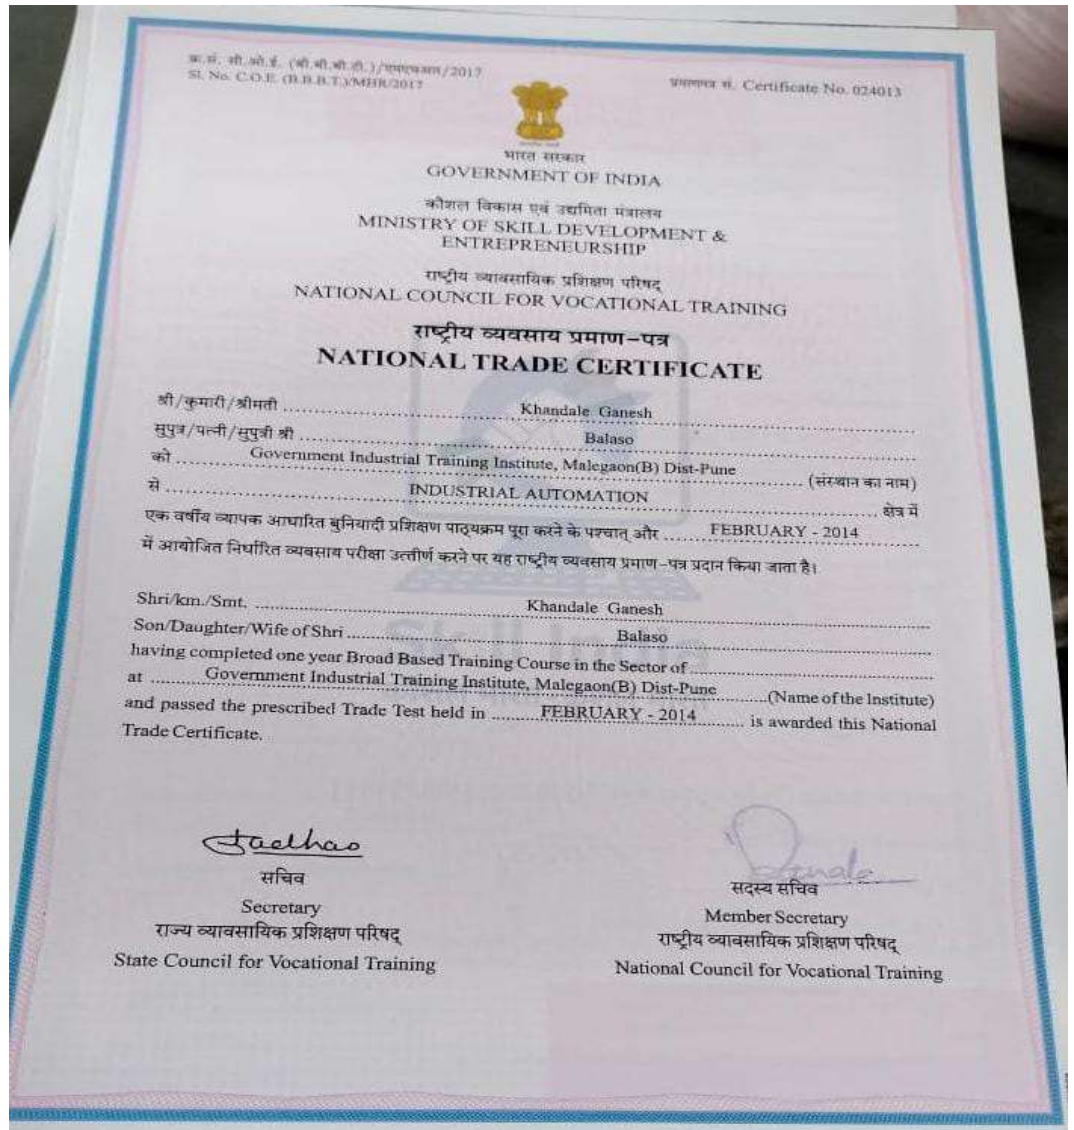 क्र.सं. सी.ओ.ई. (बी.बी.बी.टी.)/एमएचआर/2017
Sl. No. C.O.E. (B.B.B.T.)/MHR/2017
प्रमाणपत्र सं. Certificate No. 024013
भारत सरकार
GOVERNMENT OF INDIA
कौशल विकास एवं उद्यमिता मंत्रालय
MINISTRY OF SKILL DEVELOPMENT &
ENTREPRENEURSHIP
राष्ट्रीय व्यावसायिक प्रशिक्षण परिषद्
NATIONAL COUNCIL FOR VOCATIONAL TRAINING
राष्ट्रीय व्यवसाय प्रमाण-पत्र
NATIONAL TRADE CERTIFICATE
श्री/कुमारी/श्रीमती Khandale Ganesh
सुपुत्र/पत्नी/सुपुत्री श्री Balaso
को Government Industrial Training Institute, Malegaon(B) Dist-Pune (संस्थान का नाम)
से INDUSTRIAL AUTOMATION क्षेत्र में
एक वर्षीय व्यापक आधारित बुनियादी प्रशिक्षण पाठ्यक्रम पूरा करने के पश्चात् और FEBRUARY - 2014
में आयोजित निर्धारित व्यवसाय परीक्षा उत्तीर्ण करने पर यह राष्ट्रीय व्यवसाय प्रमाण-पत्र प्रदान किया जाता है।
Shri/km./Smt. Khandale Ganesh
Son/Daughter/Wife of Shri Balaso
having completed one year Broad Based Training Course in the Sector of
at Government Industrial Training Institute, Malegaon(B) Dist-Pune (Name of the Institute)
and passed the prescribed Trade Test held in FEBRUARY - 2014 is awarded this National
Trade Certificate.
Skill India
सचिव
Secretary
राज्य व्यावसायिक प्रशिक्षण परिषद्
State Council for Vocational Training
सदस्य सचिव
Member Secretary
राष्ट्रीय व्यावसायिक प्रशिक्षण परिषद्
National Council for Vocational Training